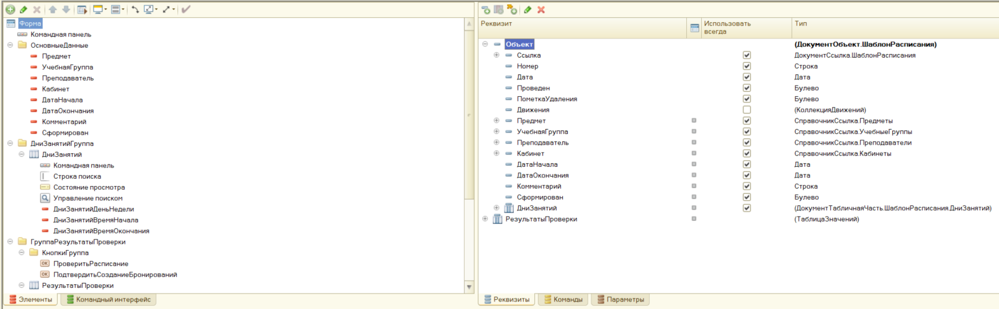 Форма
Командная панель
ОсновныеДанные
Предмет
УчебнаяГруппа
Преподаватель
Кабинет
ДатаНачала
ДатаОкончания
Комментарий
Сформирован
ДниЗанятийГруппа
ДниЗанятий
Командная панель
Строка поиска
Состояние просмотра
Управление поиском
ДниЗанятийДеньНедели
ДниЗанятийВремяНачала
ДниЗанятийВремяОкончания
ГруппаРезультатыПроверки
КнопкиГруппа
OK ПроверитьРасписание
OK ПодтвердитьСозданиеБронирований
РезультатыПроверки
Элементы Командный интерфейс
Реквизит Использовать всегда Тип
Объект (ДокументОбъект.ШаблонРасписания)
Ссылка ДокументСсылка.ШаблонРасписания
Номер Строка
Дата Дата
Проведен Булево
ПометкаУдаления Булево
Движения (КоллекцияДвижений)
Предмет СправочникСсылка.Предметы
УчебнаяГруппа СправочникСсылка.УчебныеГруппы
Преподаватель СправочникСсылка.Преподаватели
Кабинет СправочникСсылка.Кабинеты
ДатаНачала Дата
ДатаОкончания Дата
Комментарий Строка
Сформирован Булево
ДниЗанятий (ДокументТабличнаяЧасть.ШаблонРасписания.ДниЗанятий)
РезультатыПроверки (ТаблицаЗначений)
Реквизиты Команды Параметры